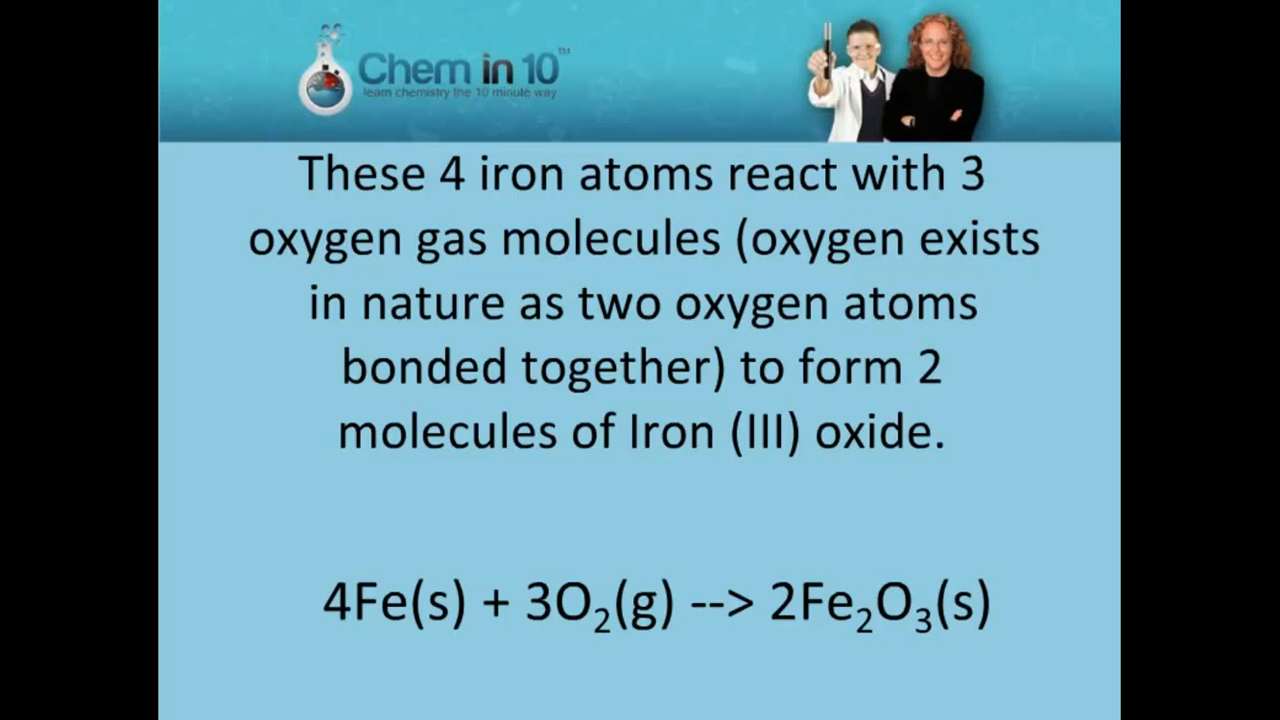 Chem in 10™
learn chemistry the 10 minute way
These 4 iron atoms react with 3
oxygen gas molecules (oxygen exists
in nature as two oxygen atoms
bonded together) to form 2
molecules of Iron (III) oxide.
4Fe(s) + 3O₂(g) --> 2Fe₂O₃(s)